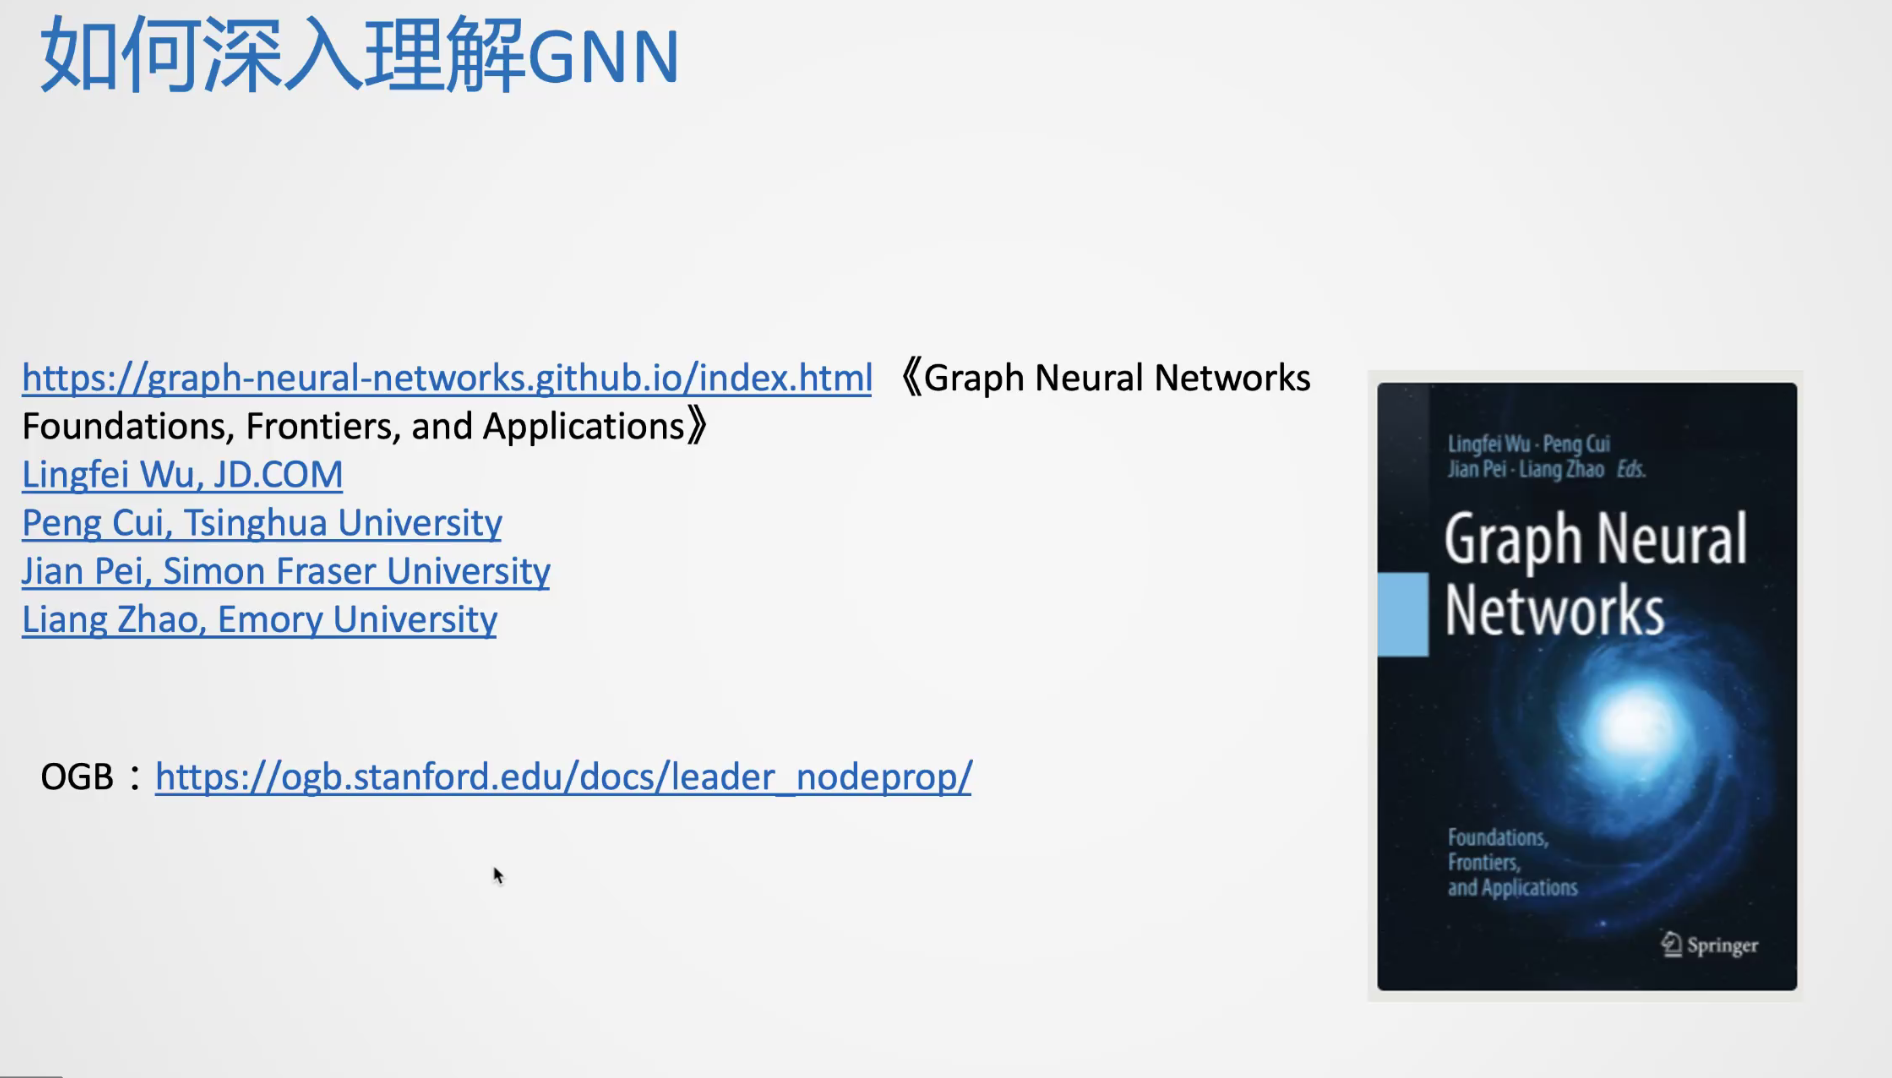 如何深入理解GNN
https://graph-neural-networks.github.io/index.html 《Graph Neural Networks
Foundations, Frontiers, and Applications》
Lingfei Wu, JD.COM
Peng Cui, Tsinghua University
Jian Pei, Simon Fraser University
Liang Zhao, Emory University
OGB：https://ogb.stanford.edu/docs/leader_nodeprop/
Lingfei Wu · Peng Cui
Jian Pei · Liang Zhao Eds.
Graph Neural
Networks
Foundations,
Frontiers,
and Applications
Springer